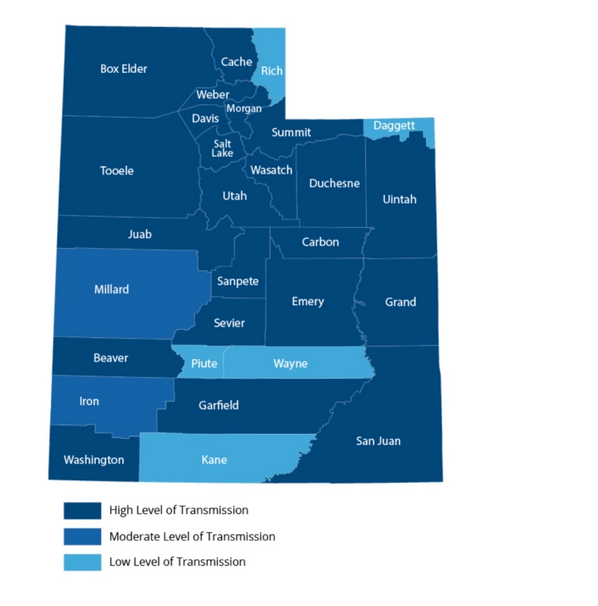 Box Elder
Cache
Rich
Weber
Morgan
Davis
Summit
Daggett
Salt
Lake
Tooele
Wasatch
Duchesne
Utah
Uintah
Juab
Carbon
Sanpete
Millard
Emery
Grand
Sevier
Beaver
Piute
Wayne
Iron
Garfield
San Juan
Washington
Kane
High Level of Transmission
Moderate Level of Transmission
Low Level of Transmission